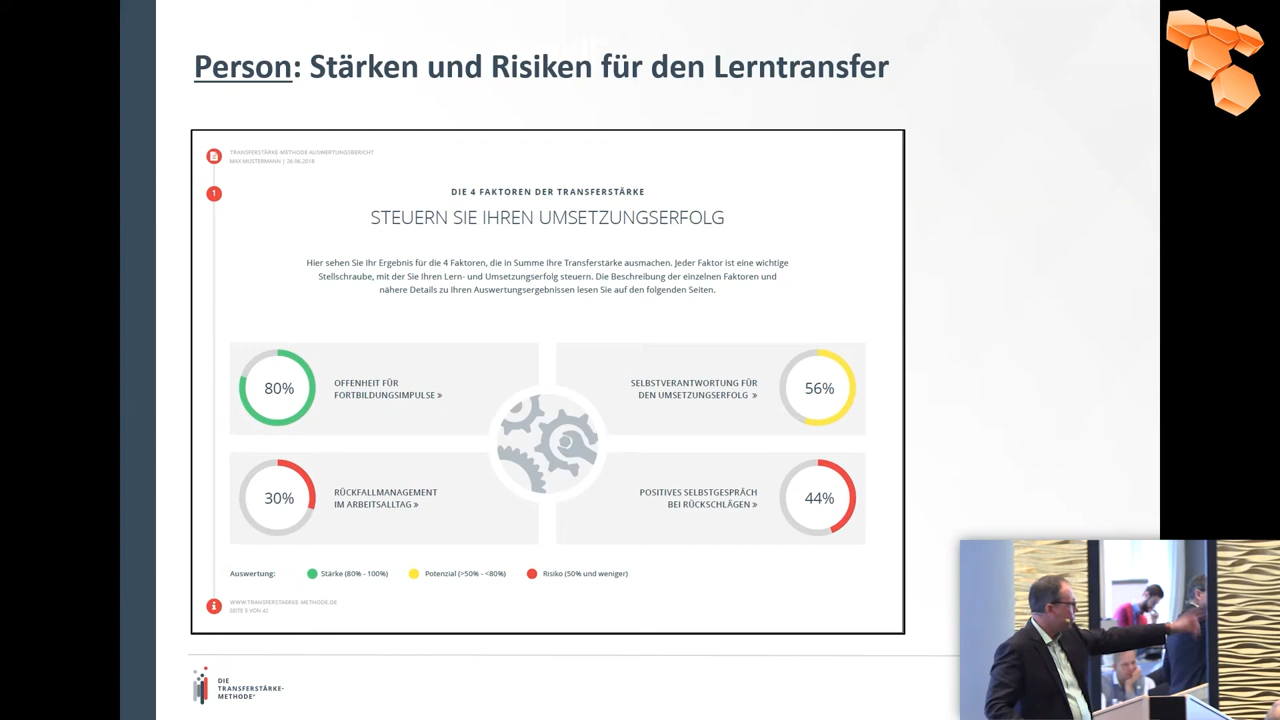 Person: Stärken und Risiken für den Lerntransfer
TRANSFERSTÄRKE-METHODE AUSWERTUNGSBERICHT
MAX MUSTERMANN | 26.06.2018
1
DIE 4 FAKTOREN DER TRANSFERSTÄRKE
STEUERN SIE IHREN UMSETZUNGSERFOLG
Hier sehen Sie Ihr Ergebnis für die 4 Faktoren, die in Summe Ihre Transferstärke ausmachen. Jeder Faktor ist eine wichtige
Stellschraube, mit der Sie Ihren Lern- und Umsetzungserfolg steuern. Die Beschreibung der einzelnen Faktoren und
nähere Details zu Ihren Auswertungsergebnissen lesen Sie auf den folgenden Seiten.
80%
OFFENHEIT FÜR
FORTBILDUNGSIMPULSE »
SELBSTVERANTWORTUNG FÜR
DEN UMSETZUNGSERFOLG »
56%
30%
RÜCKFALLMANAGEMENT
IM ARBEITSALLTAG »
POSITIVES SELBSTGESPRÄCH
BEI RÜCKSCHLÄGEN »
44%
Auswertung: Stärke (80% - 100%) Potenzial (>50% - <80%) Risiko (50% und weniger)
WWW.TRANSFERSTAERKE-METHODE.DE
SEITE 5 VON 42
DIE
TRANSFERSTÄRKE-
METHODE®